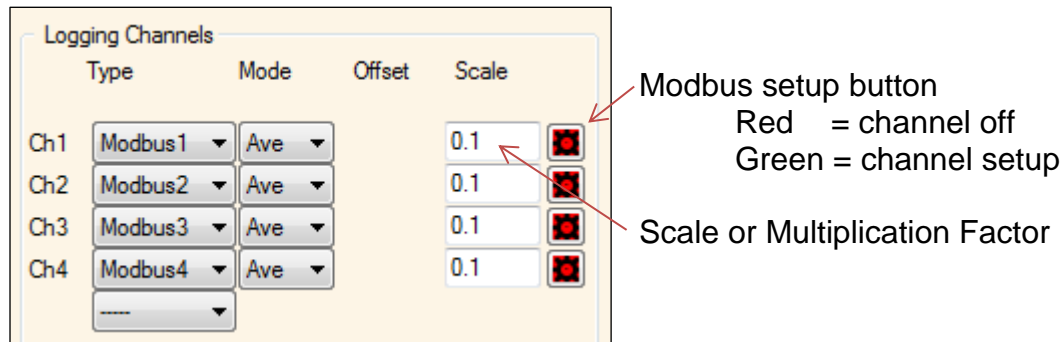 Logging Channels
Type Mode Offset Scale
Ch1 Modbus1 Ave 0.1
Ch2 Modbus2 Ave 0.1
Ch3 Modbus3 Ave 0.1
Ch4 Modbus4 Ave 0.1
-----
Modbus setup button
Red = channel off
Green = channel setup
Scale or Multiplication Factor